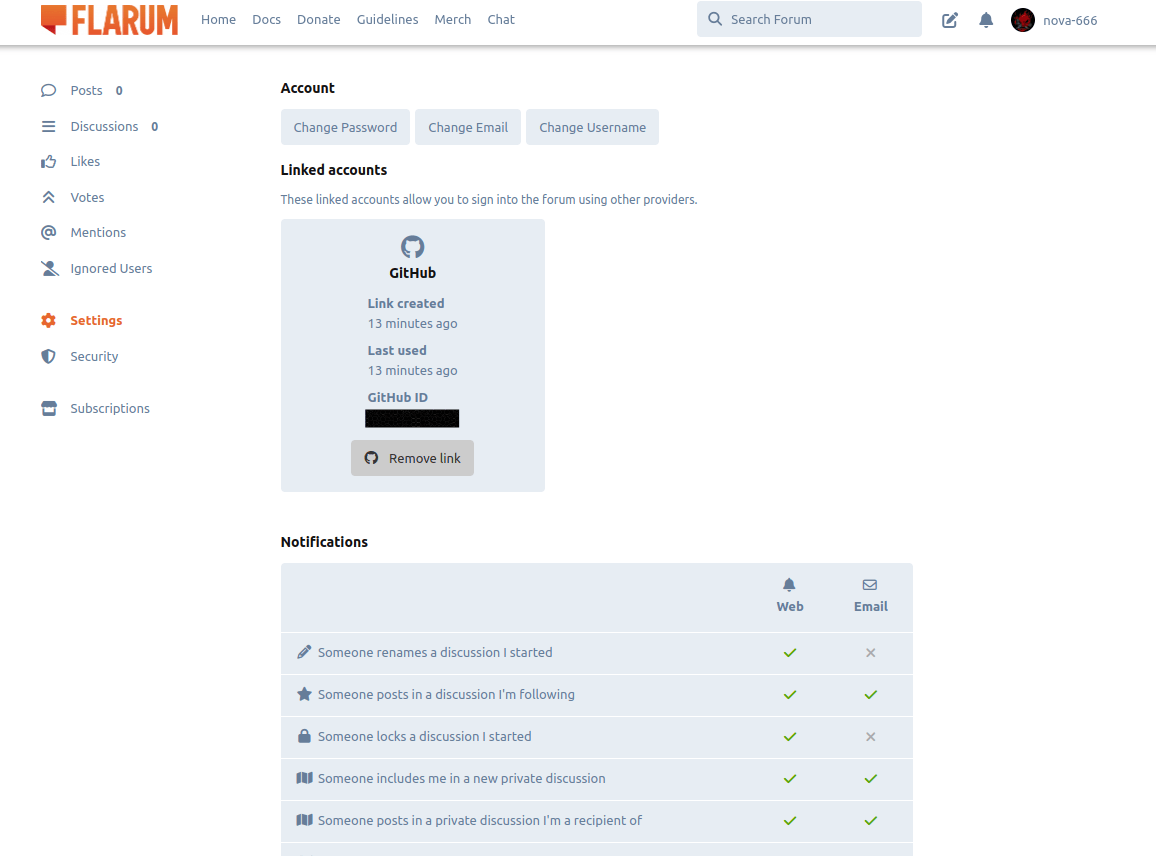 FLARUM Home Docs Donate Guidelines Merch Chat Search Forum nova-666
Posts 0
Discussions 0
Likes
Votes
Mentions
Ignored Users
Settings
Security
Subscriptions
Account
Change Password Change Email Change Username
Linked accounts
These linked accounts allow you to sign into the forum using other providers.
GitHub
Link created
13 minutes ago
Last used
13 minutes ago
GitHub ID
Remove link
Notifications
Web Email
Someone renames a discussion I started
Someone posts in a discussion I'm following
Someone locks a discussion I started
Someone includes me in a new private discussion
Someone posts in a private discussion I'm a recipient of